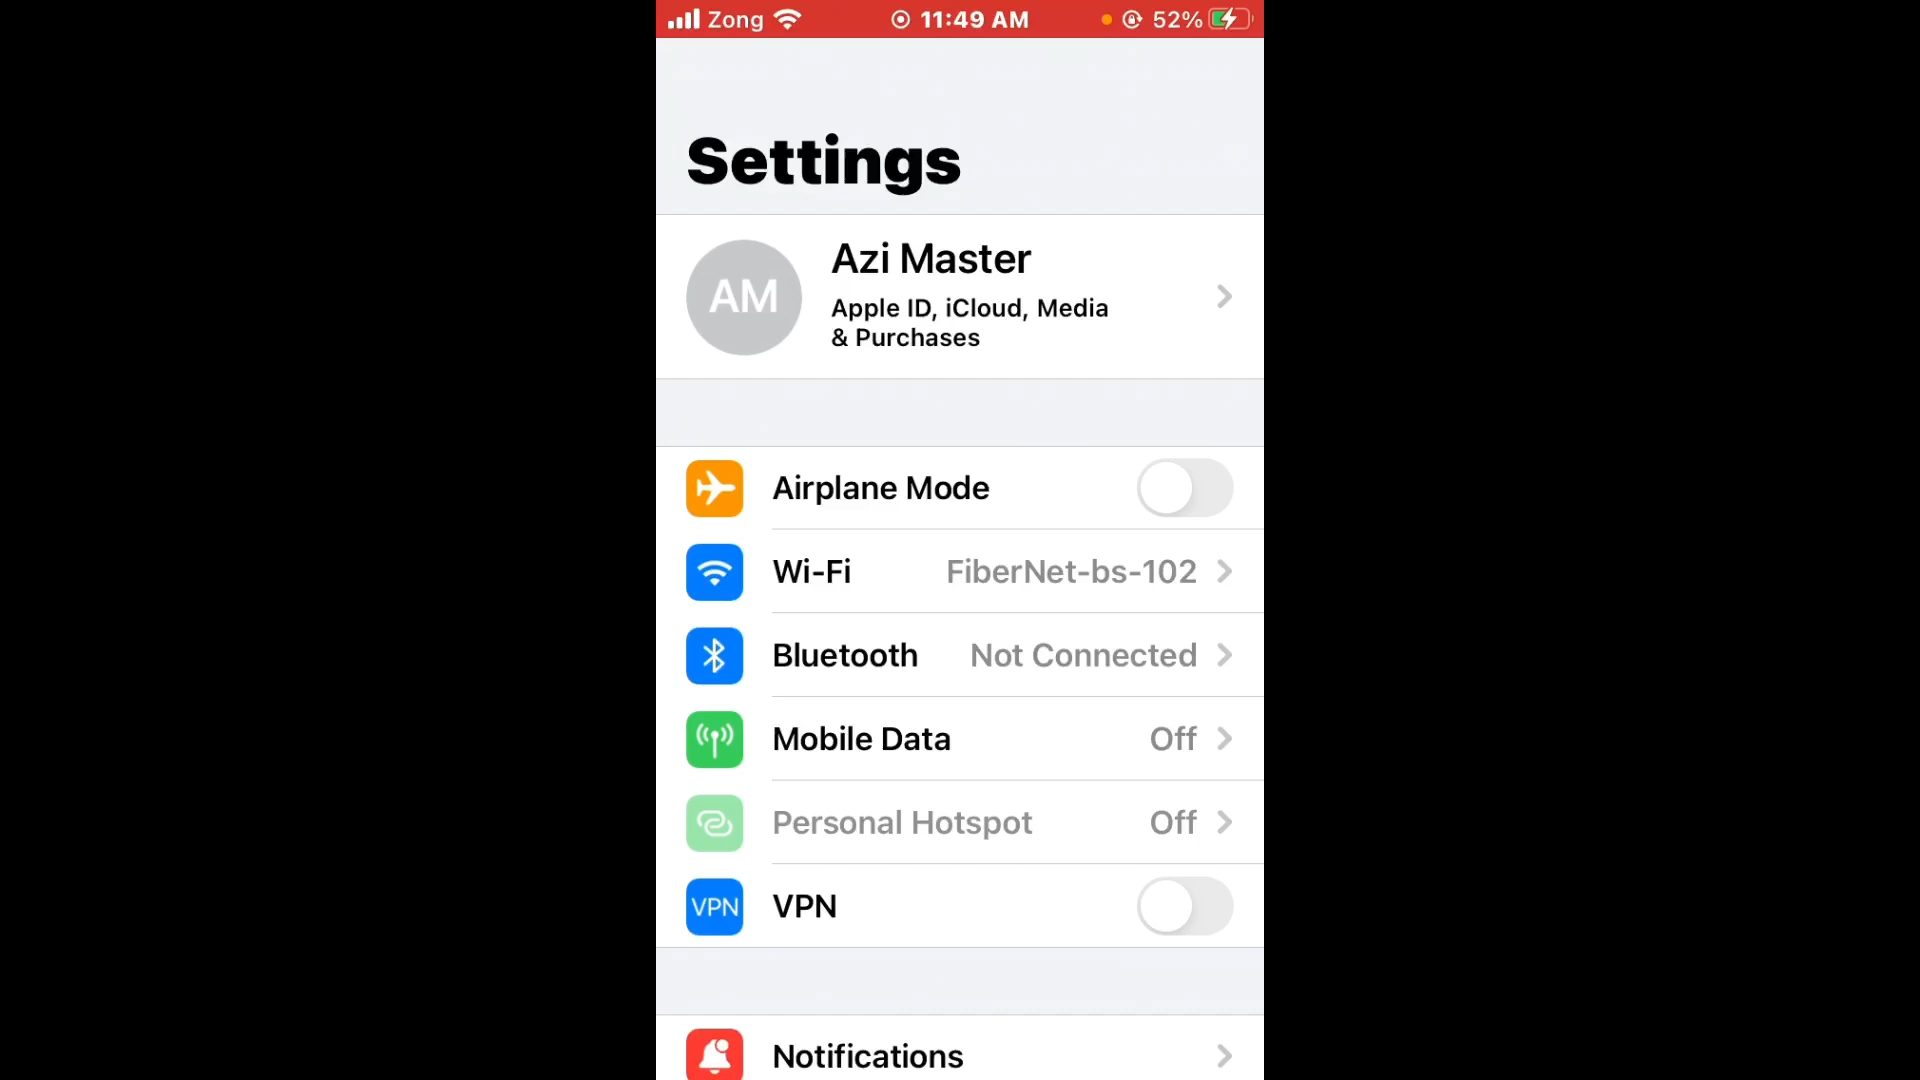 Zong 11:49 AM 52%
Settings
AM
Azi Master
Apple ID, iCloud, Media
& Purchases
Airplane Mode
Wi-Fi FiberNet-bs-102
Bluetooth Not Connected
Mobile Data Off
Personal Hotspot Off
VPN VPN
Notifications